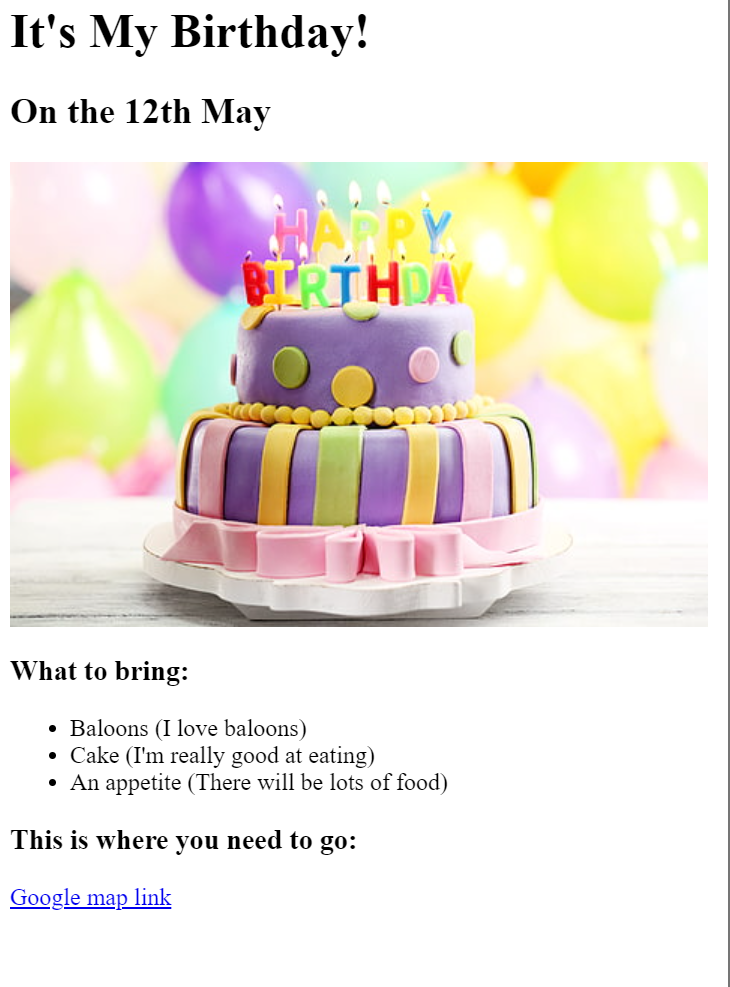 It's My Birthday!
On the 12th May
HAPPY
BIRTHDAY
What to bring:
Baloons (I love baloons)
Cake (I'm really good at eating)
An appetite (There will be lots of food)
This is where you need to go:
Google map link